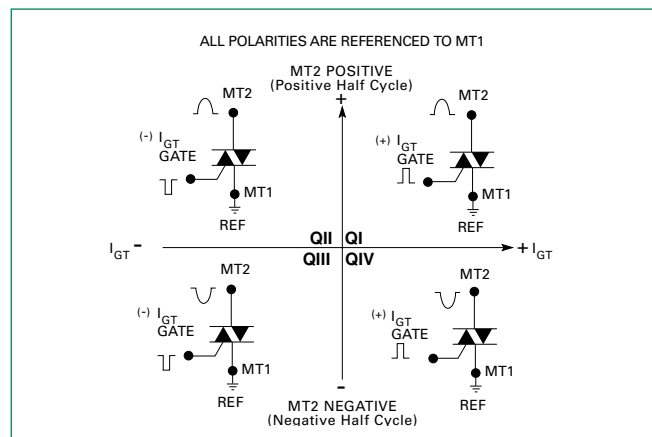 ALL POLARITIES ARE REFERENCED TO MT1
MT2 POSITIVE
(Positive Half Cycle)
+
MT2
(-) IGT
GATE
MT1
REF
MT2
(+) IGT
GATE
MT1
REF
IGT -
QII QI
QIII QIV
+ IGT
MT2
(-) IGT
GATE
MT1
REF
MT2
(+) IGT
GATE
MT1
REF
-
MT2 NEGATIVE
(Negative Half Cycle)